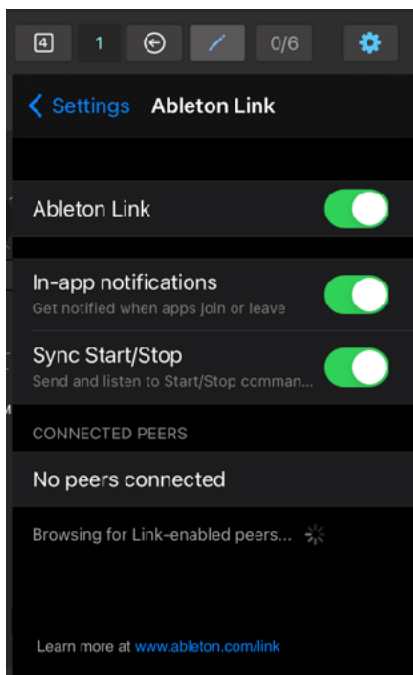 4 1 0/6
Settings Ableton Link
Ableton Link
In-app notifications
Get notified when apps join or leave
Sync Start/Stop
Send and listen to Start/Stop comman...
CONNECTED PEERS
No peers connected
Browsing for Link-enabled peers...
Learn more at www.ableton.com/link